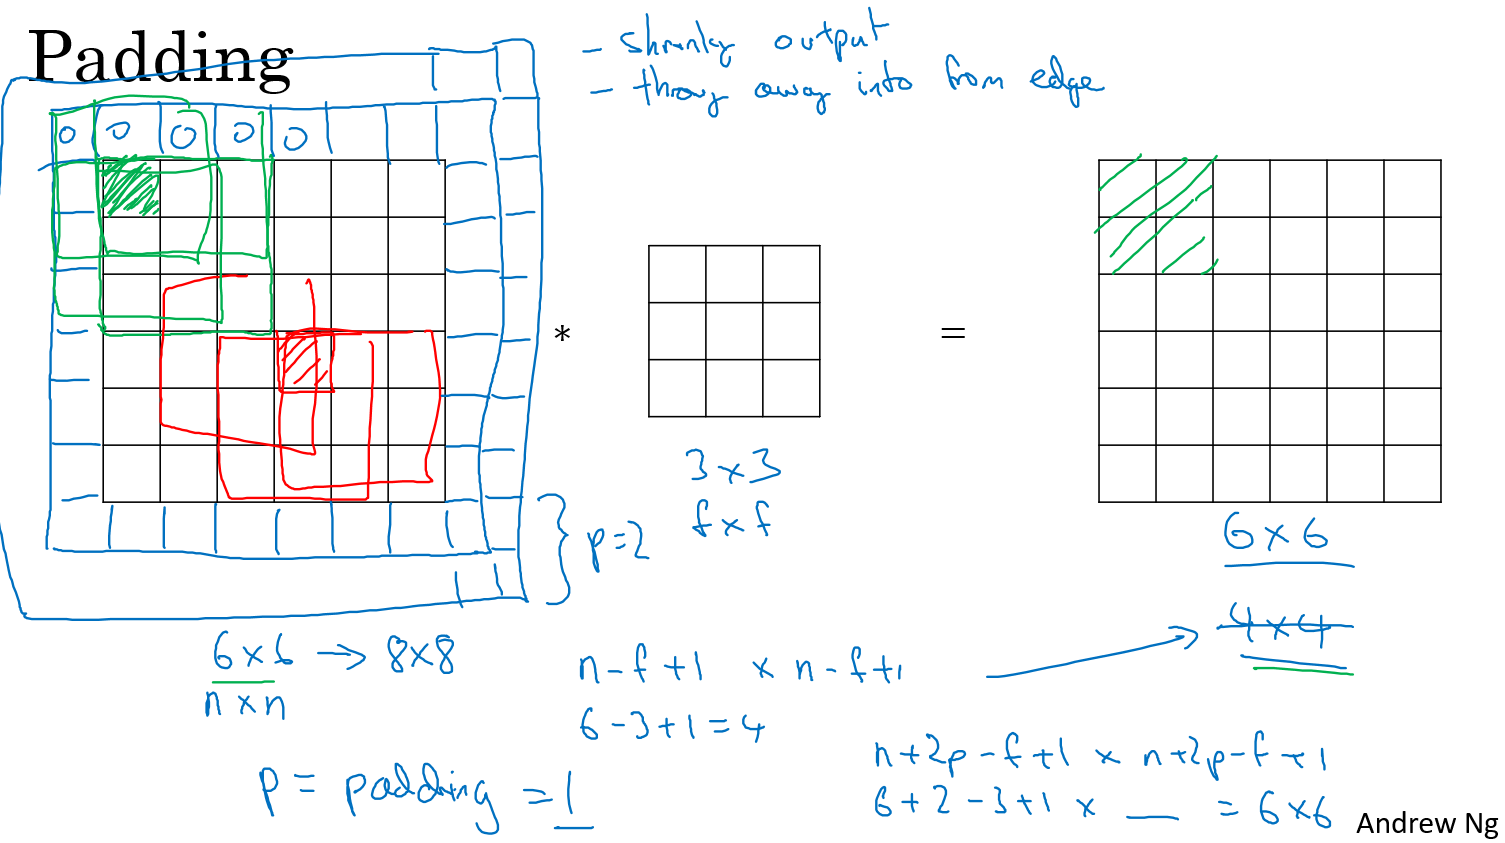 Padding
- shrinky output
- throw away info from edge
0 0 0 0 0
*
=
3 × 3
f × f
6 × 6
p = 2
4 × 4
6 × 6 → 8 × 8
n × n
n - f + 1 × n - f + 1
6 - 3 + 1 = 4
n + 2p - f + 1 × n + 2p - f + 1
6 + 2 - 3 + 1 × __ = 6 × 6
p = padding = 1
Andrew Ng